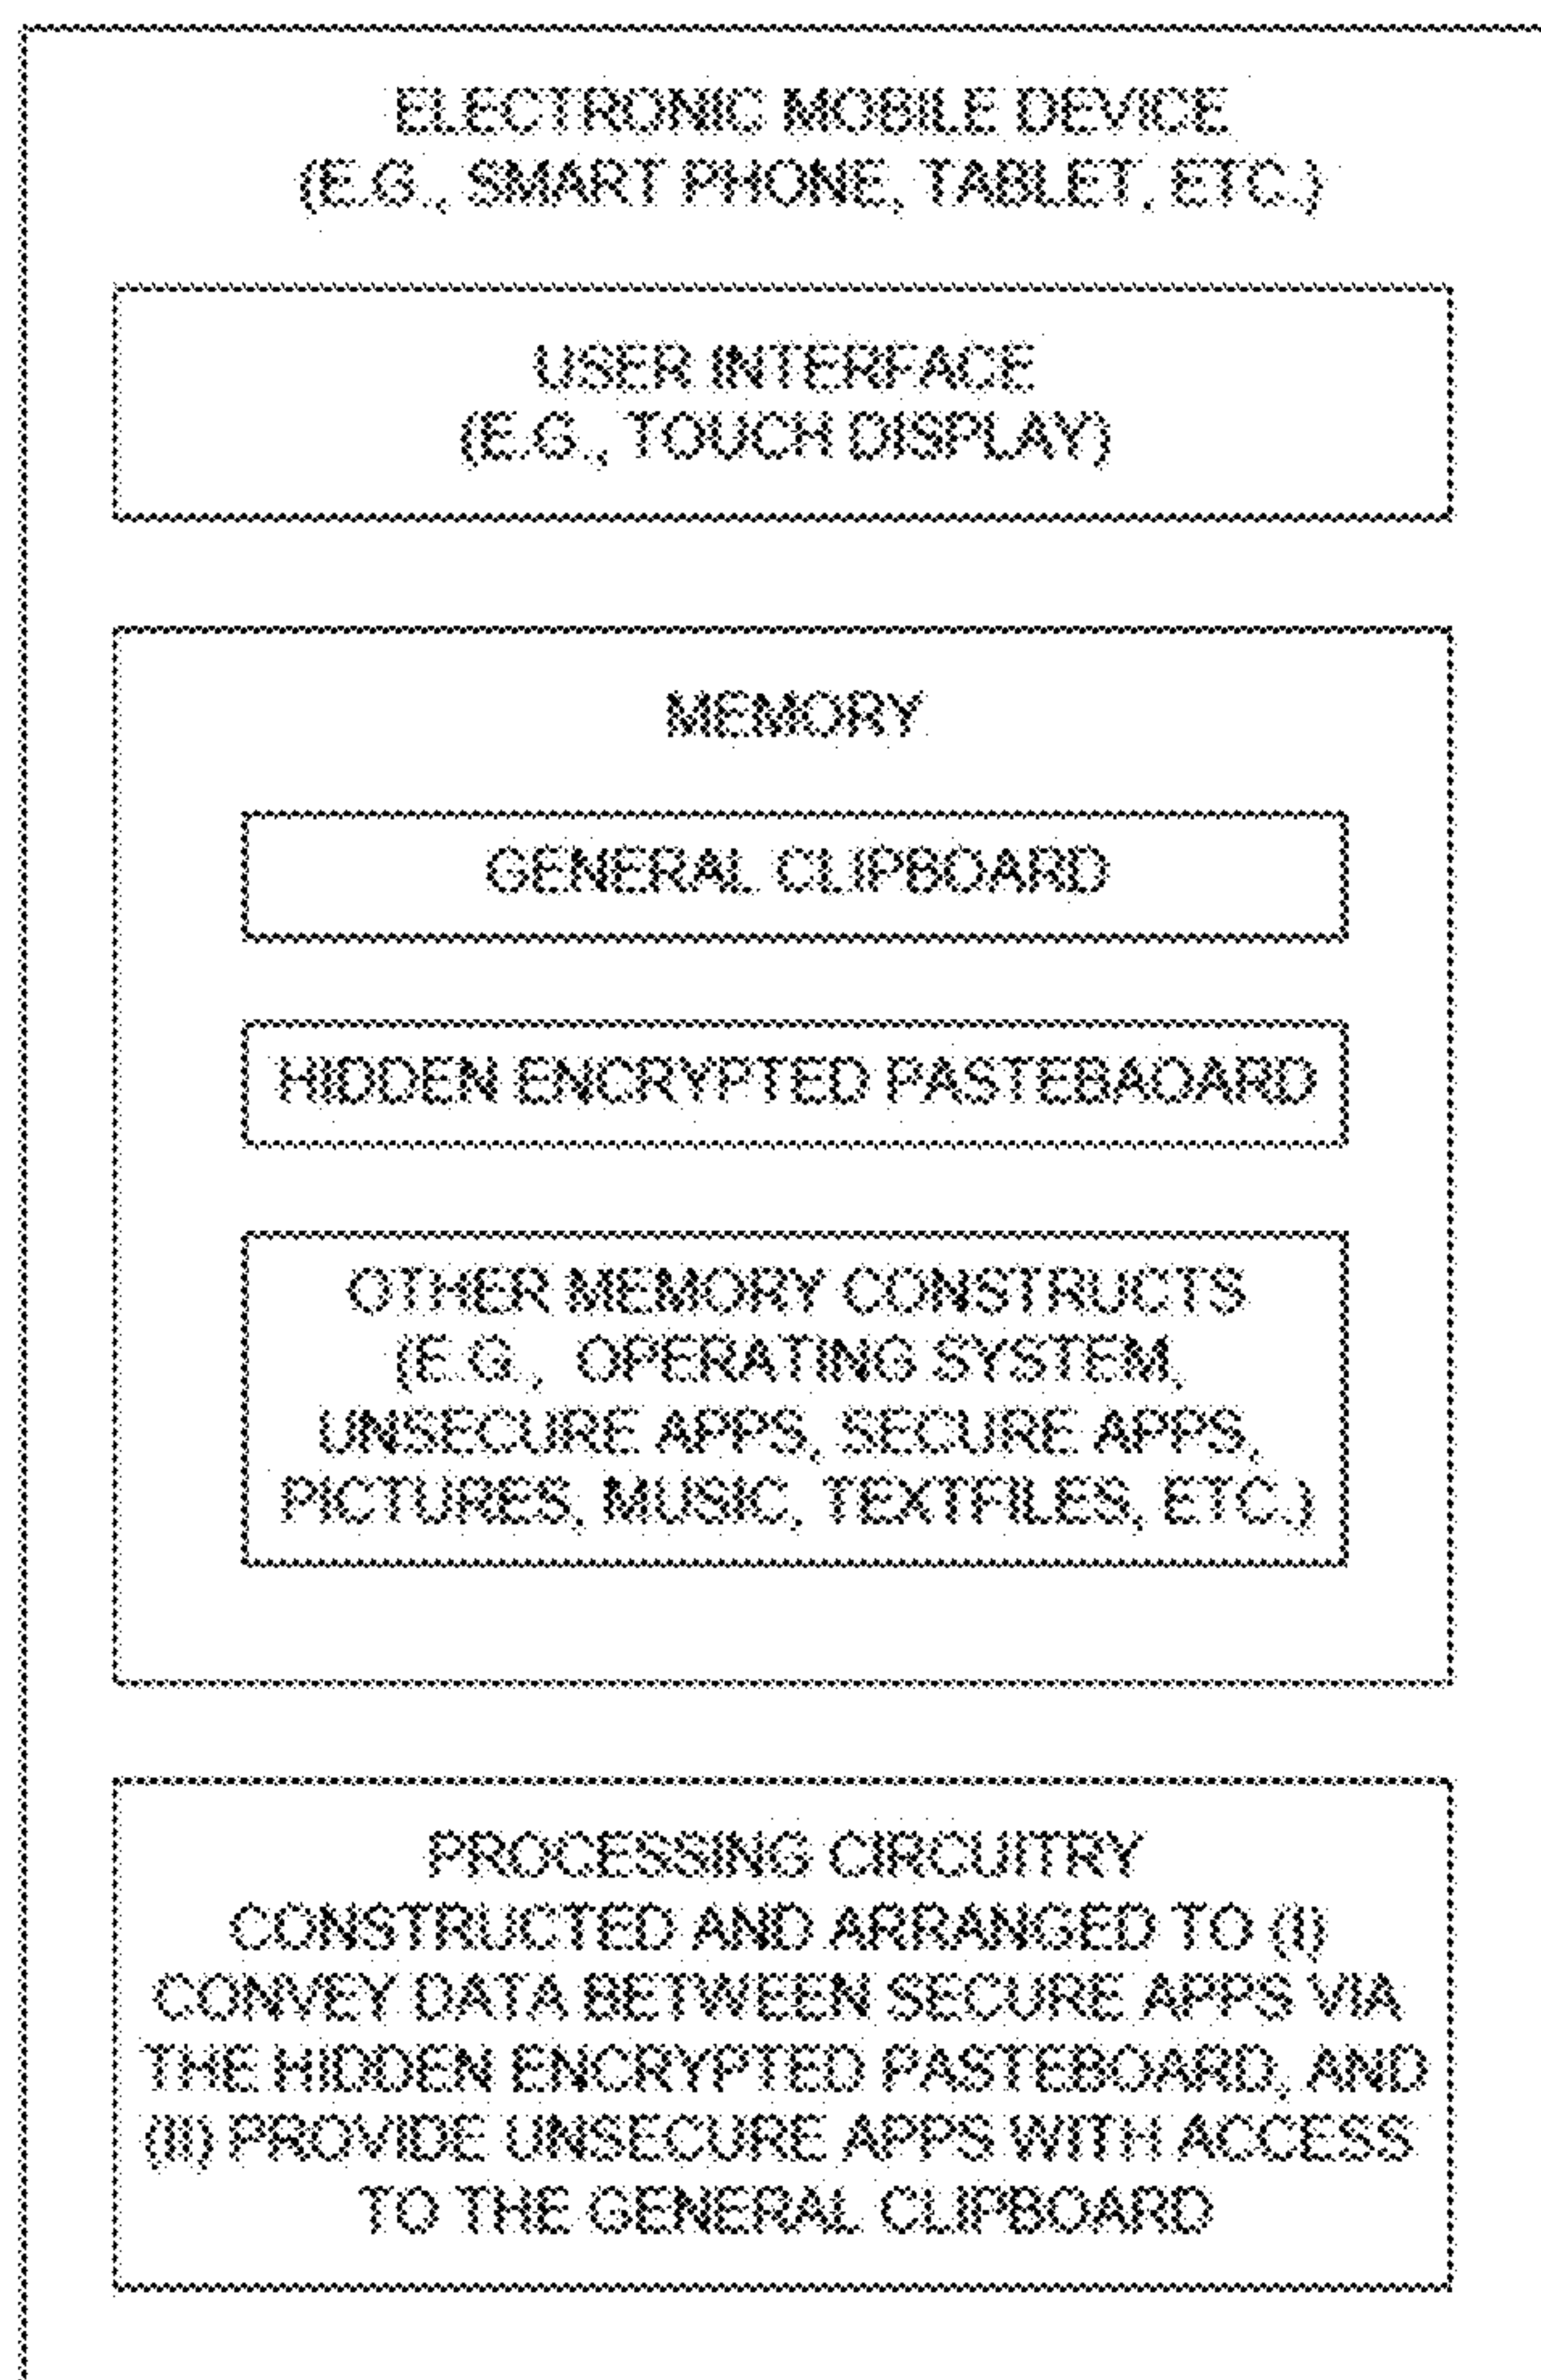 ELECTRONIC MOBILE DEVICE
(E.G., SMART PHONE, TABLET, ETC.)
USER INTERFACE
(E.G., TOUCH DISPLAY)
MEMORY
GENERAL CLIPBOARD
HIDDEN ENCRYPTED PASTEBAOARD
OTHER MEMORY CONSTRUCTS
(E.G., OPERATING SYSTEM,
UNSECURE APPS, SECURE APPS,
PICTURES, MUSIC, TEXTFILES, ETC.)
PROCESSING CIRCUITRY
CONSTRUCTED AND ARRANGED TO (I)
CONVEY DATA BETWEEN SECURE APPS VIA
THE HIDDEN ENCRYPTED PASTEBOARD, AND
(II) PROVIDE UNSECURE APPS WITH ACCESS
TO THE GENERAL CLIPBOARD